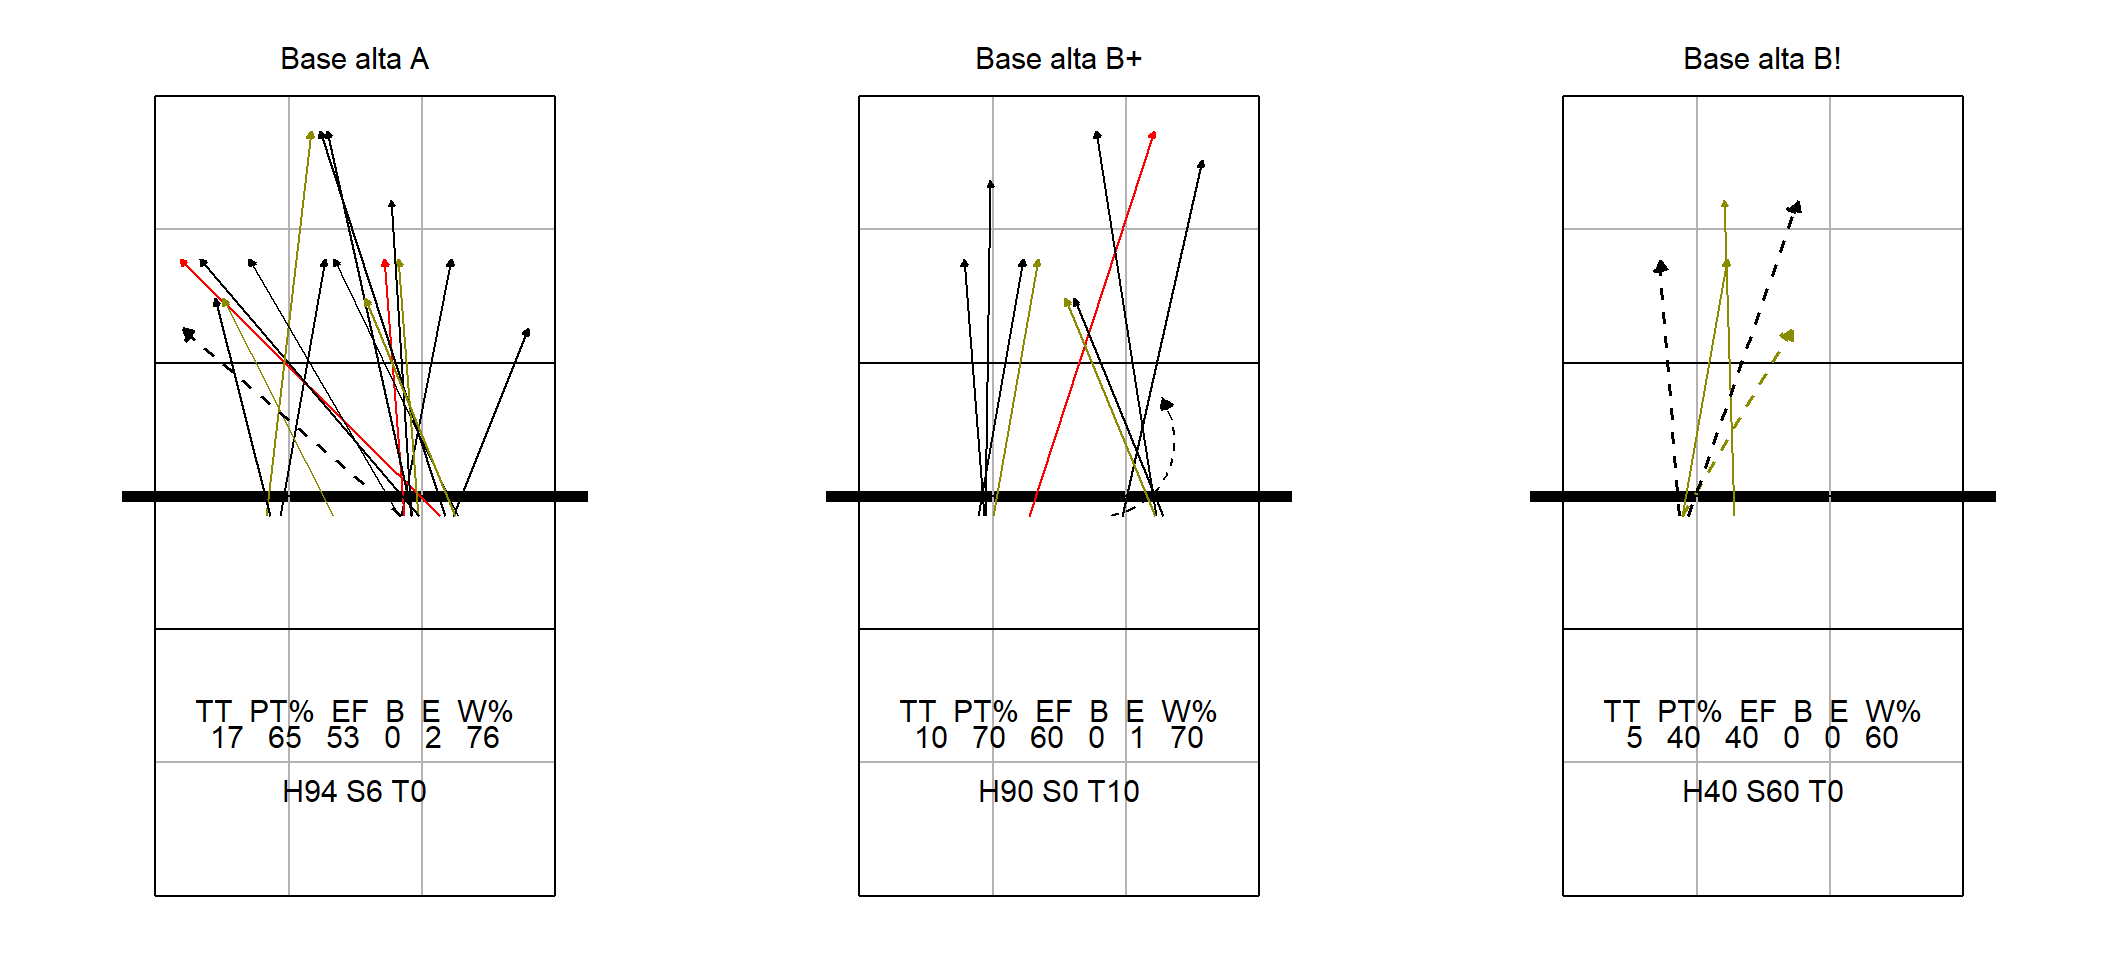 Base alta A
TT PT% EF B E W%
17 65 53 0 2 76
H94 S6 T0
Base alta B+
TT PT% EF B E W%
10 70 60 0 1 70
H90 S0 T10
Base alta B!
TT PT% EF B E W%
5 40 40 0 0 60
H40 S60 T0